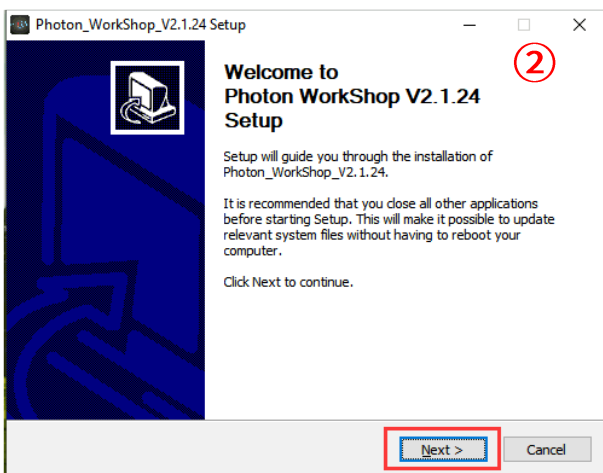 Photon_WorkShop_V2.1.24 Setup
②
Welcome to
Photon WorkShop V2.1.24
Setup
Setup will guide you through the installation of
Photon_WorkShop_V2.1.24.
It is recommended that you close all other applications
before starting Setup. This will make it possible to update
relevant system files without having to reboot your
computer.
Click Next to continue.
Next >
Cancel